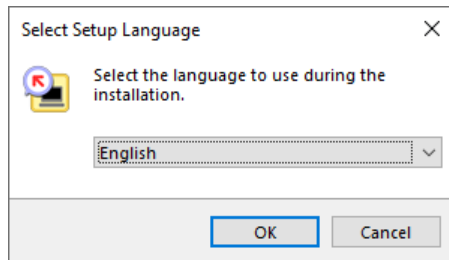 Select Setup Language
Select the language to use during the
installation.
English
OK
Cancel